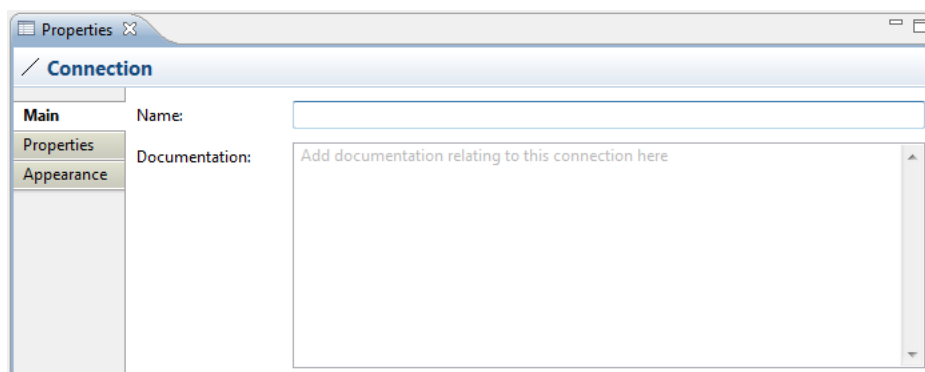 Properties
Connection
Main
Name:
Properties
Documentation:
Add documentation relating to this connection here
Appearance